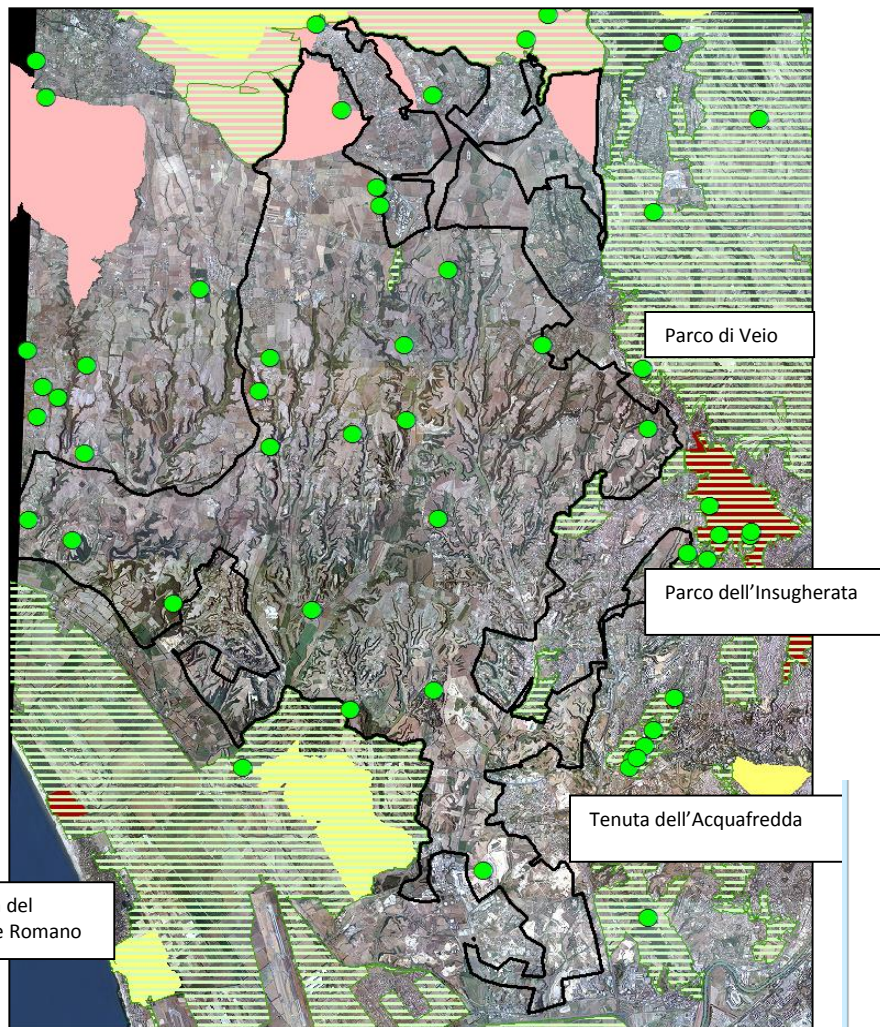 Parco di Veio
Parco dell’Insugherata
Tenuta dell’Acquafredda
del
e Romano